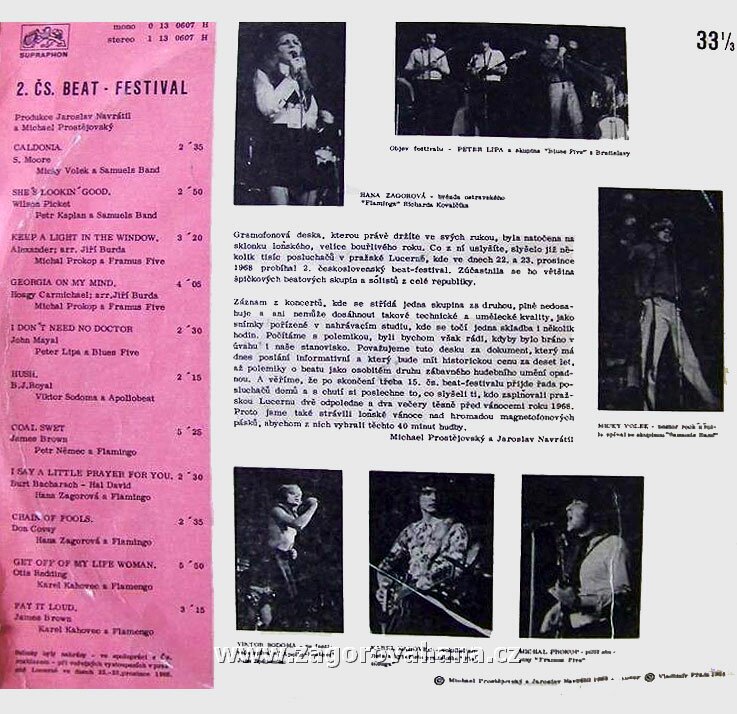 SUPRAPHON
mono 0 13 0607 H
stereo 1 13 0607 H
33 1/3
2. ČS. BEAT - FESTIVAL
Produkce Jaroslav Navrátil
a Michael Prostějovský
CALDONIA. 2´35
S. Moore
Micky Volek a Samuels Band
SHE´S LOOKIN´ GOOD. 2´50
Wilson Picket
Petr Kaplan a Samuels Band
KEEP A LIGHT IN THE WINDOW. 3´20
Alexander; arr. Jiří Burda
Michal Prokop a Framus Five
GEORGIA ON MY MIND. 4´05
Hoagy Carmichael; arr. Jiří Burda
Michal Prokop a Framus Five
I DON´T NEED NO DOCTOR 2´30
John Mayal
Peter Lipa a Blues Five
HUSH. 2´15
B.J.Royal
Viktor Sodoma a Apollobeat
COAL SWET 5´25
James Brown
Petr Němec a Flamingo
I SAY A LITTLE PRAYER FOR YOU. 2´30
Burt Bacharach - Hal David
Hana Zagorová a Flamingo
CHAIN OF FOOLS. 2´35
Don Covay
Hana Zagorová a Flamingo
GET OFF OF MY LIFE WOMAN. 5´50
Otis Redding
Karel Kahovec a Flamengo
PAY IT LOUD. 3´15
James Brown
Karel Kahovec a Flamengo
Objev festivalu - PETER LIPA a skupina "Blues Five" z Bratislavy
HANA ZAGOROVÁ - hvězda ostravského
"Flaminga" Richarda Kovalčíka
Gramofonová deska, kterou právě držíte ve svých rukou, byla natočena na
sklonku loňského, velice bouřlivého roku. Co z ní uslyšíte, slyšelo již ně-
kolik tisíc posluchačů v pražské Lucerně, kde ve dnech 22. a 23. prosince
1968 probíhal 2. československý beat-festival. Zúčastnila se ho většina
špičkových beatových skupin a sólistů z celé republiky.
Záznam z koncertů, kde se střídá jedna skupina za druhou, plně nedosa-
huje a ani nemůže dosáhnout takové technické a umělecké kvality, jako
snímky pořízené v nahrávacím studiu, kde se točí jedna skladba i několik
hodin. Počítáme s polemikou, byli bychom však rádi, kdyby bylo bráno v
úvahu i naše stanovisko. Považujeme tuto desku za dokument, který má
dnes poslání informativní a který bude mít historickou cenu za deset let,
až polemiky o beatu jako osobitém druhu zábavného hudebního umění opad-
nou. A věříme, že po skončení třeba 15. čs. beat-festivalu přijde řada po-
sluchačů domů a s chutí si poslechne to, co slyšeli ti, kdo zaplňovali praž-
skou Lucernu dvě odpoledne a dva večery těsně před vánocemi roku 1968.
Proto jsme také strávili loňské vánoce nad hromadou magnetofonových
pásků, abychom z nich vybrali těchto 40 minut hudby.
Michael Prostějovský a Jaroslav Navrátil
MICKY VOLEK - nestor rock a
zpíval se skupinou "Samuels Band"
VIKTOR SODOMA
KAREL KAHOVEC
MICHAL PROKOP
"Framus Five"
www.zagorovahana.cz
© Michael Prostějovský a Jaroslav Navrátil 1969 © Vladimír